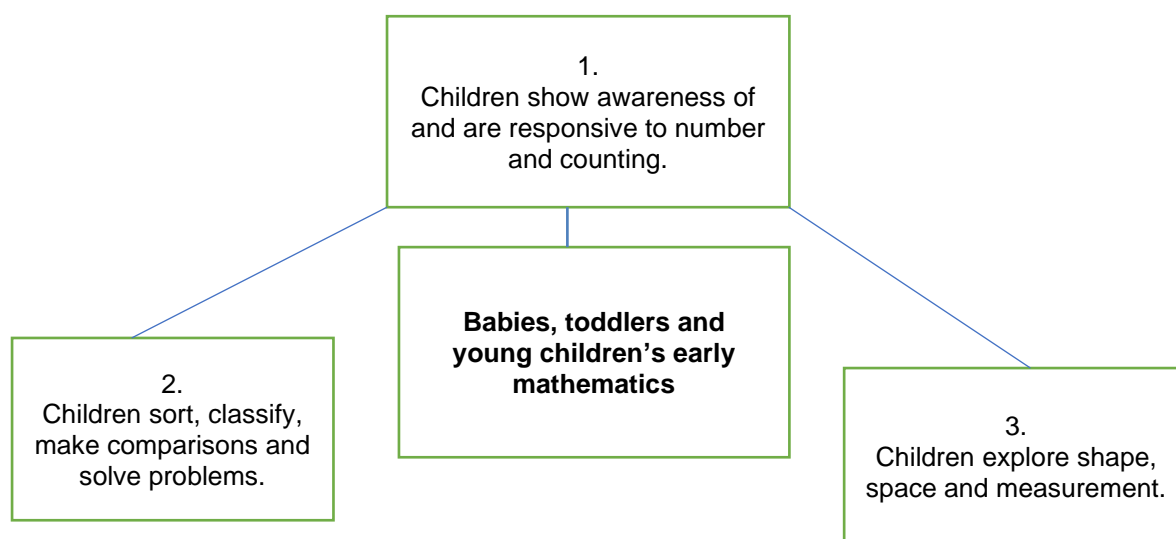 1.
Children show awareness of
and are responsive to number
and counting.
Babies, toddlers and
young children’s early
mathematics
2.
Children sort, classify,
make comparisons and
solve problems.
3.
Children explore shape,
space and measurement.